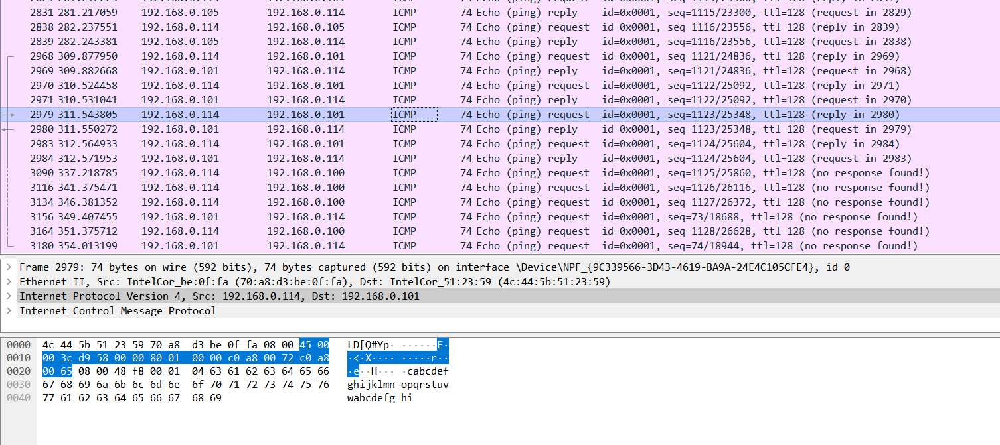 2831 281.217059 192.168.0.105 192.168.0.114 ICMP 74 Echo (ping) reply id=0x0001, seq=1115/23300, ttl=128 (request in 2829)
2838 282.237551 192.168.0.114 192.168.0.105 ICMP 74 Echo (ping) request id=0x0001, seq=1116/23556, ttl=128 (reply in 2839)
2839 282.243381 192.168.0.105 192.168.0.114 ICMP 74 Echo (ping) reply id=0x0001, seq=1116/23556, ttl=128 (request in 2838)
2968 309.877950 192.168.0.114 192.168.0.101 ICMP 74 Echo (ping) request id=0x0001, seq=1121/24836, ttl=128 (reply in 2969)
2969 309.882668 192.168.0.101 192.168.0.114 ICMP 74 Echo (ping) reply id=0x0001, seq=1121/24836, ttl=128 (request in 2968)
2970 310.524458 192.168.0.114 192.168.0.101 ICMP 74 Echo (ping) request id=0x0001, seq=1122/25092, ttl=128 (reply in 2971)
2971 310.531041 192.168.0.101 192.168.0.114 ICMP 74 Echo (ping) reply id=0x0001, seq=1122/25092, ttl=128 (request in 2970)
2979 311.543805 192.168.0.114 192.168.0.101 ICMP 74 Echo (ping) request id=0x0001, seq=1123/25348, ttl=128 (reply in 2980)
2980 311.550272 192.168.0.101 192.168.0.114 ICMP 74 Echo (ping) reply id=0x0001, seq=1123/25348, ttl=128 (request in 2979)
2983 312.564933 192.168.0.114 192.168.0.101 ICMP 74 Echo (ping) request id=0x0001, seq=1124/25604, ttl=128 (reply in 2984)
2984 312.571953 192.168.0.101 192.168.0.114 ICMP 74 Echo (ping) reply id=0x0001, seq=1124/25604, ttl=128 (request in 2983)
3090 337.218785 192.168.0.114 192.168.0.100 ICMP 74 Echo (ping) request id=0x0001, seq=1125/25860, ttl=128 (no response found!)
3116 341.375471 192.168.0.114 192.168.0.100 ICMP 74 Echo (ping) request id=0x0001, seq=1126/26116, ttl=128 (no response found!)
3134 346.381352 192.168.0.114 192.168.0.100 ICMP 74 Echo (ping) request id=0x0001, seq=1127/26372, ttl=128 (no response found!)
3156 349.407455 192.168.0.101 192.168.0.114 ICMP 74 Echo (ping) request id=0x0001, seq=73/18688, ttl=128 (no response found!)
3164 351.375712 192.168.0.114 192.168.0.100 ICMP 74 Echo (ping) request id=0x0001, seq=1128/26628, ttl=128 (no response found!)
3180 354.013199 192.168.0.101 192.168.0.114 ICMP 74 Echo (ping) request id=0x0001, seq=74/18944, ttl=128 (no response found!)
Frame 2979: 74 bytes on wire (592 bits), 74 bytes captured (592 bits) on interface \Device\NPF_{9C339566-3D43-4619-BA9A-24E4C105CFE4}, id 0
Ethernet II, Src: IntelCor_be:0f:fa (70:a8:d3:be:0f:fa), Dst: IntelCor_51:23:59 (4c:44:5b:51:23:59)
Internet Protocol Version 4, Src: 192.168.0.114, Dst: 192.168.0.101
Internet Control Message Protocol
0000 4c 44 5b 51 23 59 70 a8 d3 be 0f fa 08 00 45 00 LD[Q#Yp· ······E·
0010 00 3c d9 58 00 00 80 01 00 00 c0 a8 00 72 c0 a8 ·<·X···· ·····r··
0020 00 65 08 00 48 f8 00 01 04 63 61 62 63 64 65 66 ·e··H··· ·cabcdef
0030 67 68 69 6a 6b 6c 6d 6e 6f 70 71 72 73 74 75 76 ghijklmn opqrstuv
0040 77 61 62 63 64 65 66 67 68 69 wabcdefg hi